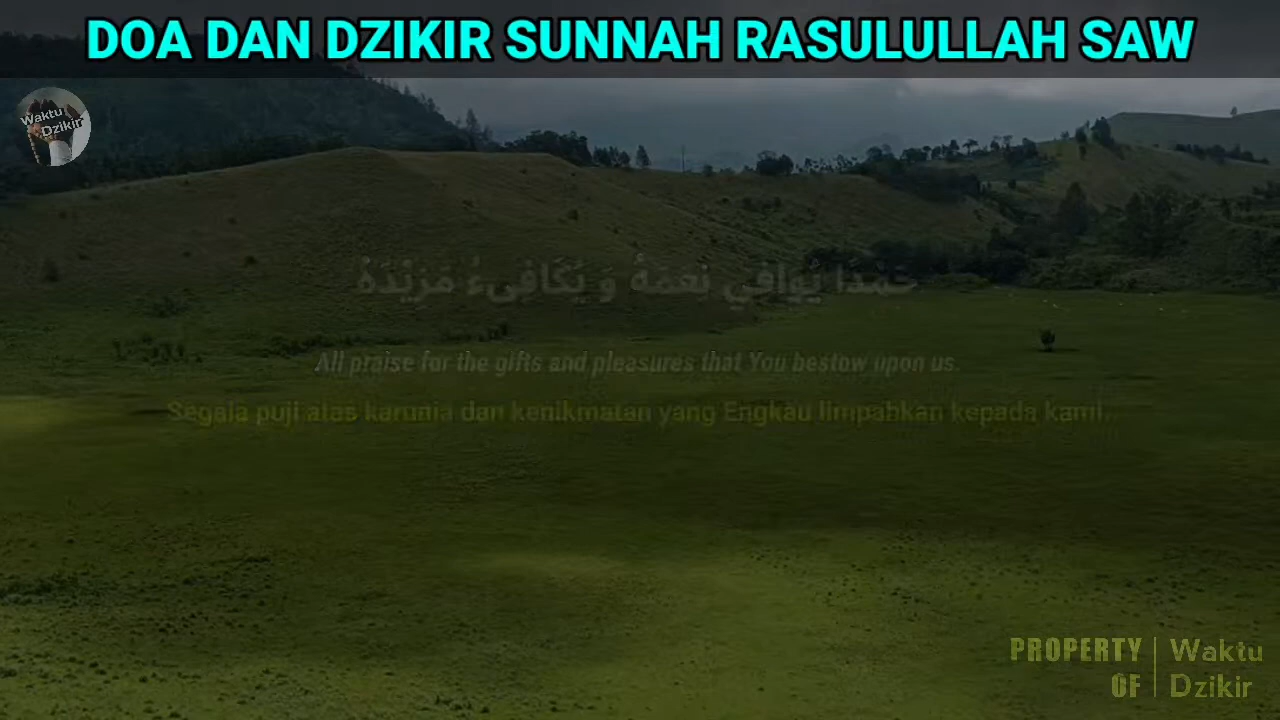 DOA DAN DZIKIR SUNNAH RASULULLAH SAW
Waktu
Dzikir
حَمْدًا يُوَافِي نِعَمَهُ وَ يُكَافِىءُ مَزِيْدَهُ
All praise for the gifts and pleasures that You bestow upon us.
Segala puji atas karunia dan kenikmatan yang Engkau limpahkan kepada kami..
PROPERTY OF | Waktu Dzikir